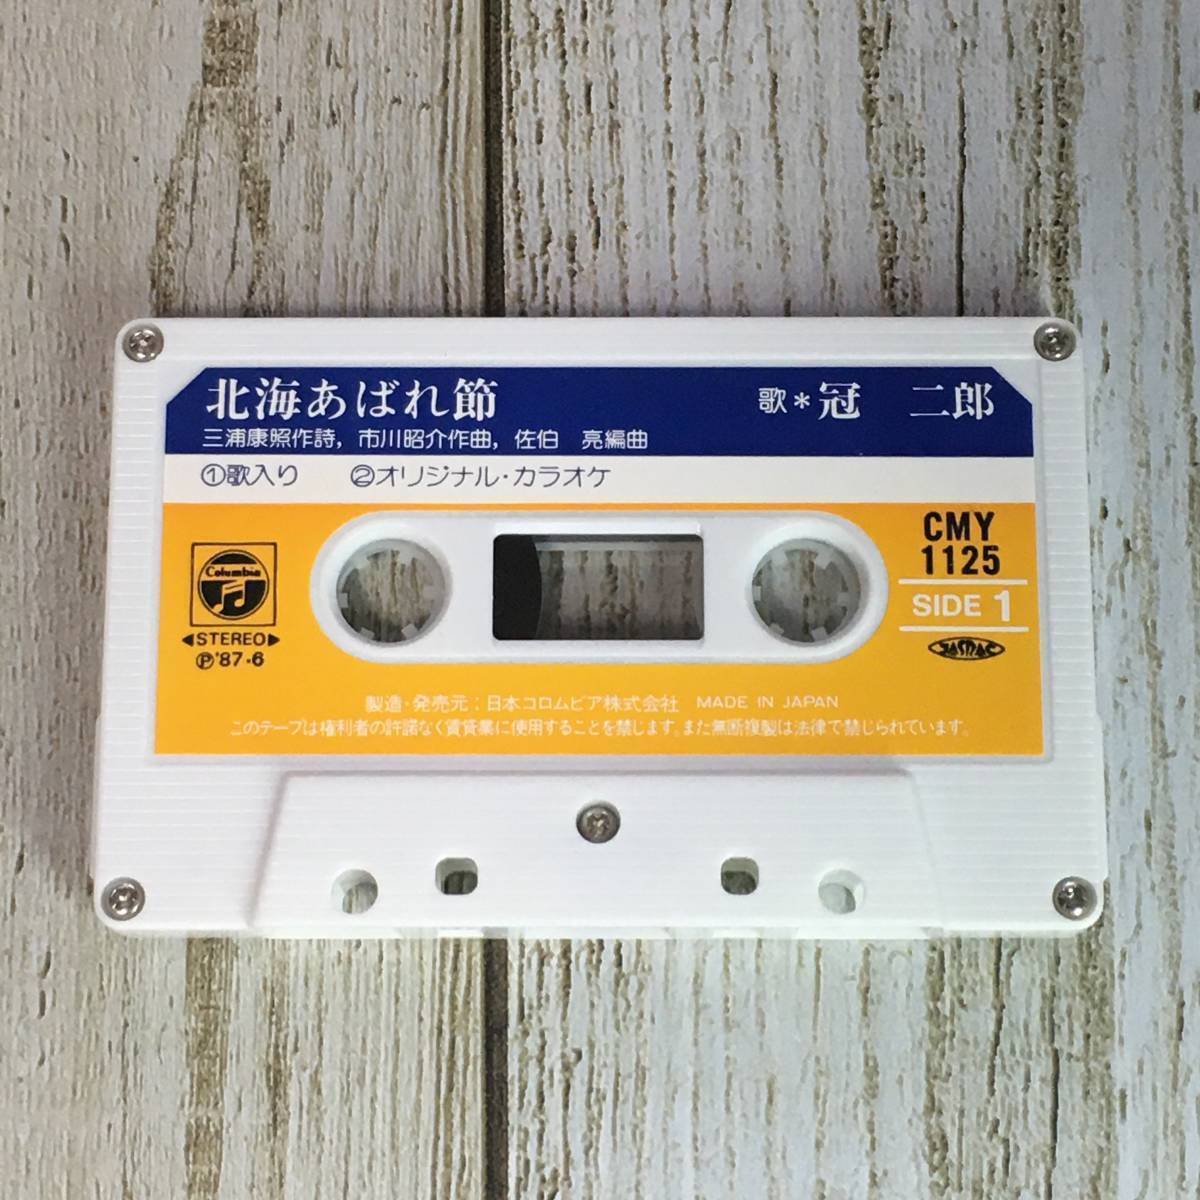 北海あばれ節
歌*冠 二郎
三浦康照作詩, 市川昭介作曲, 佐伯 亮編曲
①歌入り ②オリジナル・カラオケ
CMY
1125
SIDE 1
JASRAC
Columbia
◀STEREO▶
Ⓟ'87・6
製造・発売元：日本コロムビア株式会社 MADE IN JAPAN
このテープは権利者の許諾なく賃貸業に使用することを禁じます。また無断複製は法律で禁じられています。